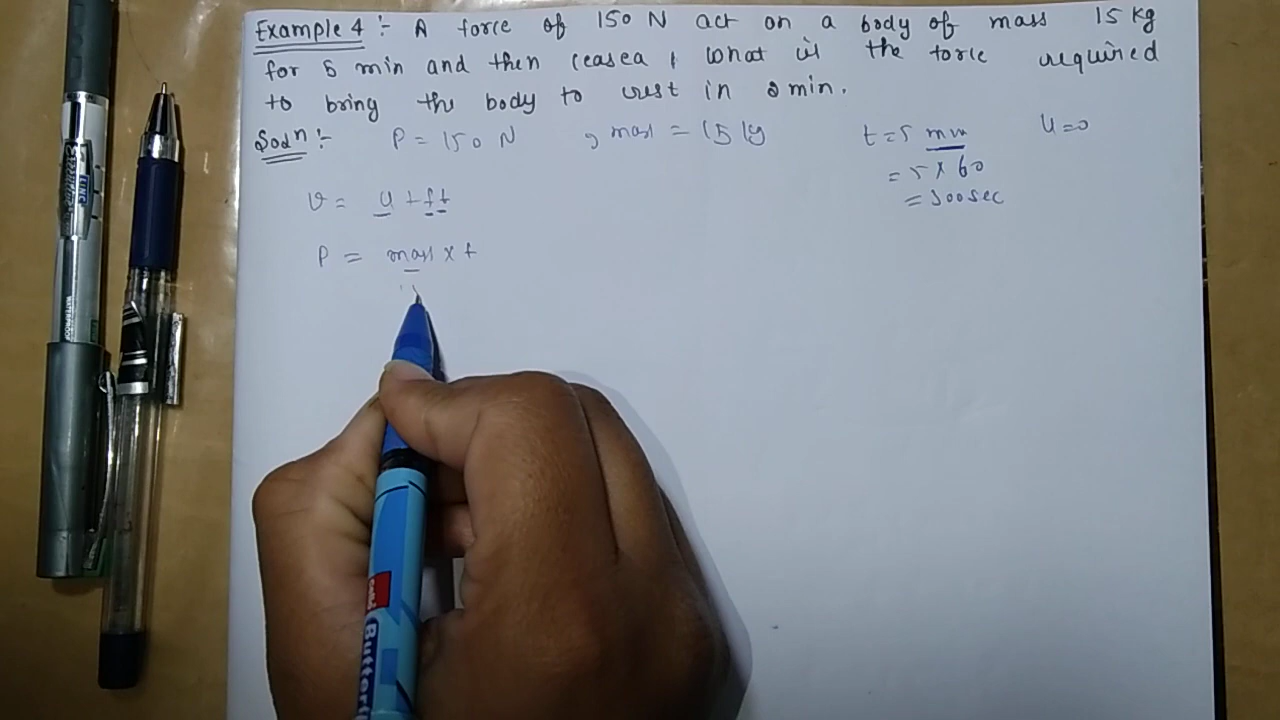 Example 4 :- A force of 150 N act on a body of mass 15 kg
for 5 min and then ceased, What is the force required
to bring the body to rest in 2 min.
Soln :- P = 150 N , mass = 15 kg t = 5 min u = 0
= 5 x 60
= 300 sec
v = u + ft
P = mass x f
Butterfl